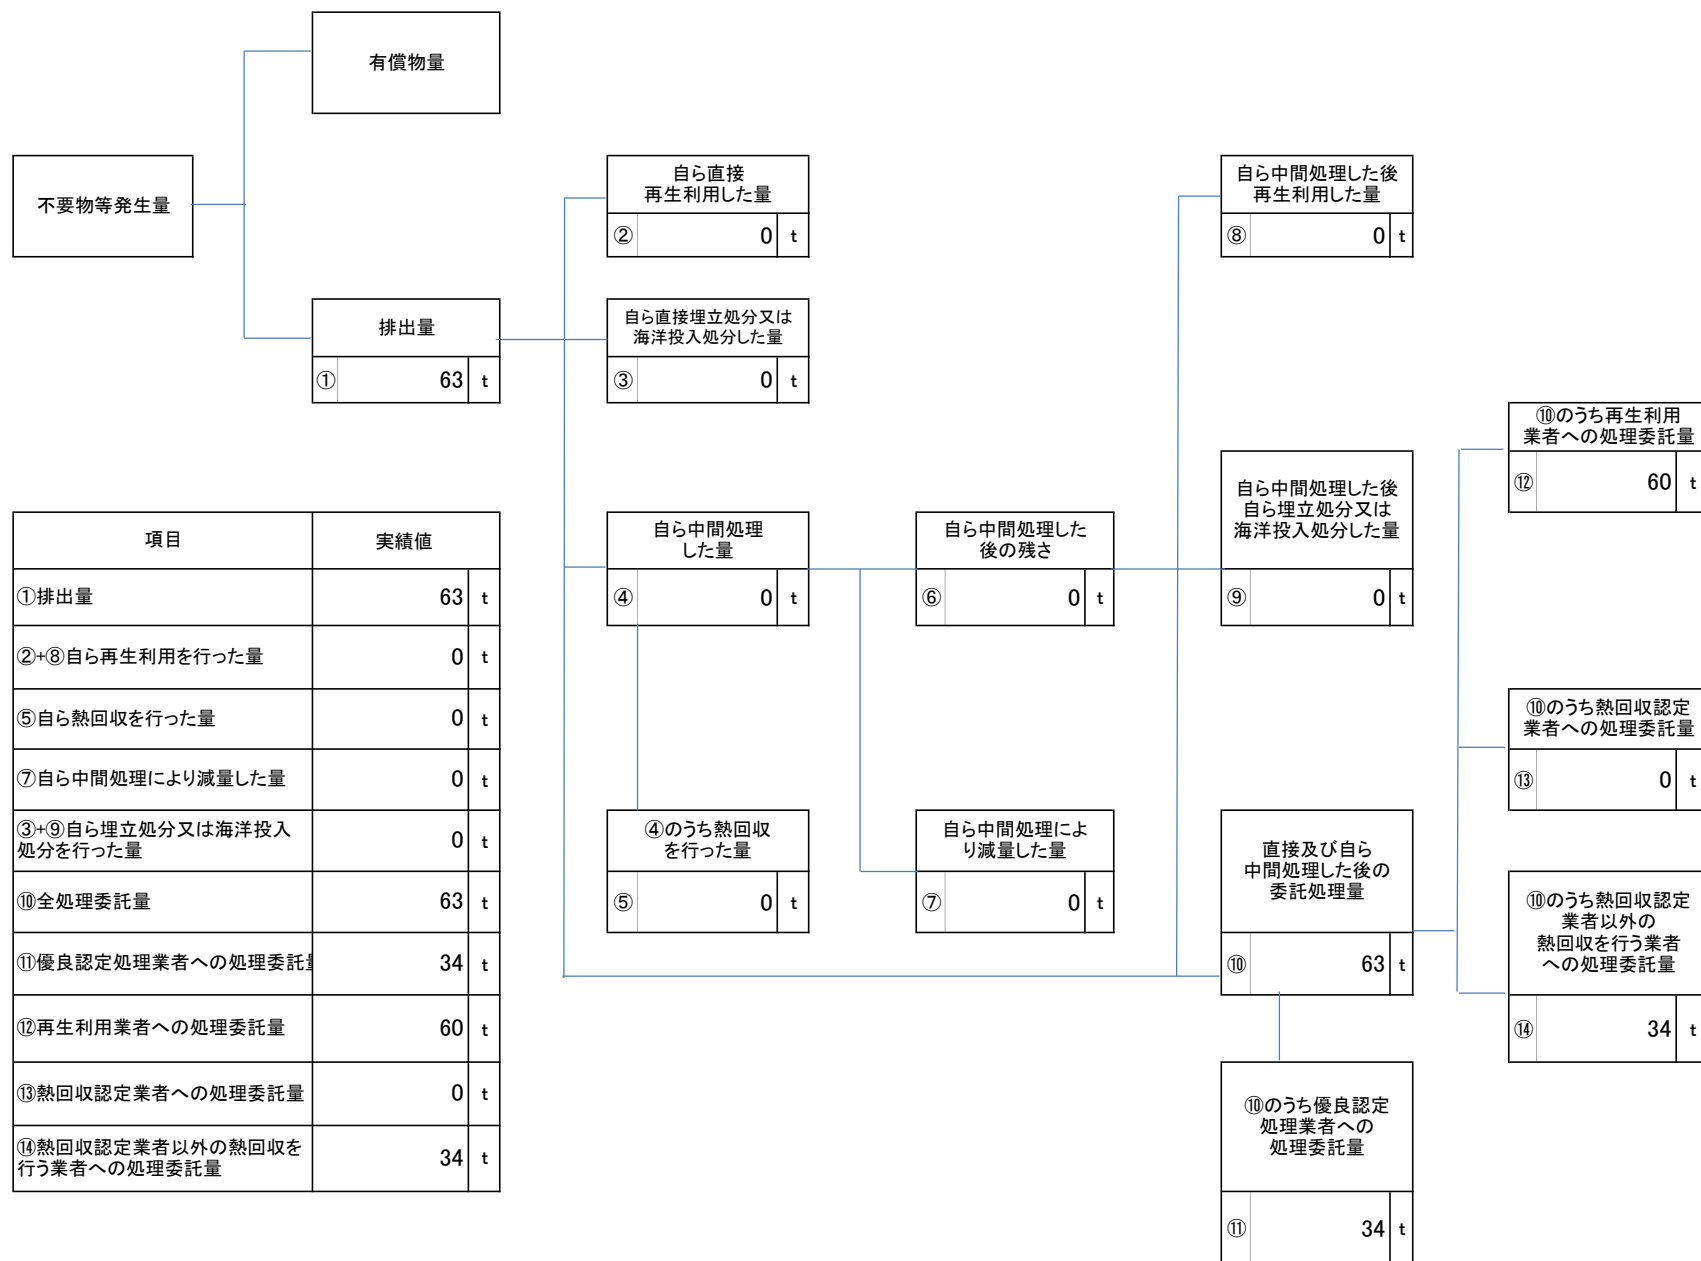 有償物量
不要物等発生量
自ら直接
再生利用した量
② 0 t
自ら中間処理した後
再生利用した量
⑧ 0 t
排出量
① 63 t
自ら直接埋立処分又は
海洋投入処分した量
③ 0 t
⑩のうち再生利用
業者への処理委託量
⑫ 60 t
自ら中間処理した後
自ら埋立処分又は
海洋投入処分した量
⑨ 0 t
自ら中間処理
した量
④ 0 t
自ら中間処理した
後の残さ
⑥ 0 t
項目 実績値
①排出量 63 t
②+⑧自ら再生利用を行った量 0 t
⑤自ら熱回収を行った量 0 t
⑦自ら中間処理により減量した量 0 t
③+⑨自ら埋立処分又は海洋投入
処分を行った量 0 t
⑩全処理委託量 63 t
⑪優良認定処理業者への処理委託 34 t
⑫再生利用業者への処理委託量 60 t
⑬熱回収認定業者への処理委託量 0 t
⑭熱回収認定業者以外の熱回収を
行う業者への処理委託量 34 t
⑩のうち熱回収認定
業者への処理委託量
⑬ 0 t
④のうち熱回収
を行った量
⑤ 0 t
自ら中間処理によ
り減量した量
⑦ 0 t
直接及び自ら
中間処理した後の
委託処理量
⑩ 63 t
⑩のうち熱回収認定
業者以外の
熱回収を行う業者
への処理委託量
⑭ 34 t
⑩のうち優良認定
処理業者への
処理委託量
⑪ 34 t